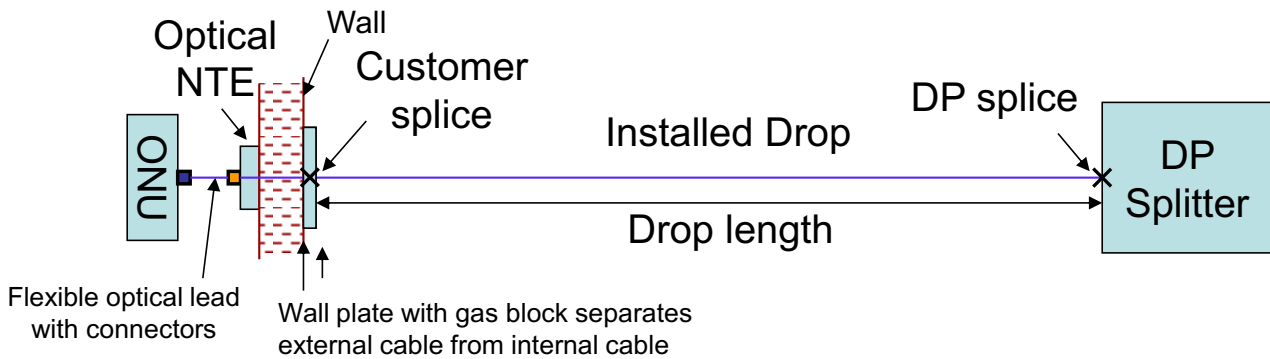 Wall
Optical
NTE
Customer
splice
DP splice
Installed Drop
ONU
DP
Splitter
Drop length
Flexible optical lead
with connectors
Wall plate with gas block separates
external cable from internal cable